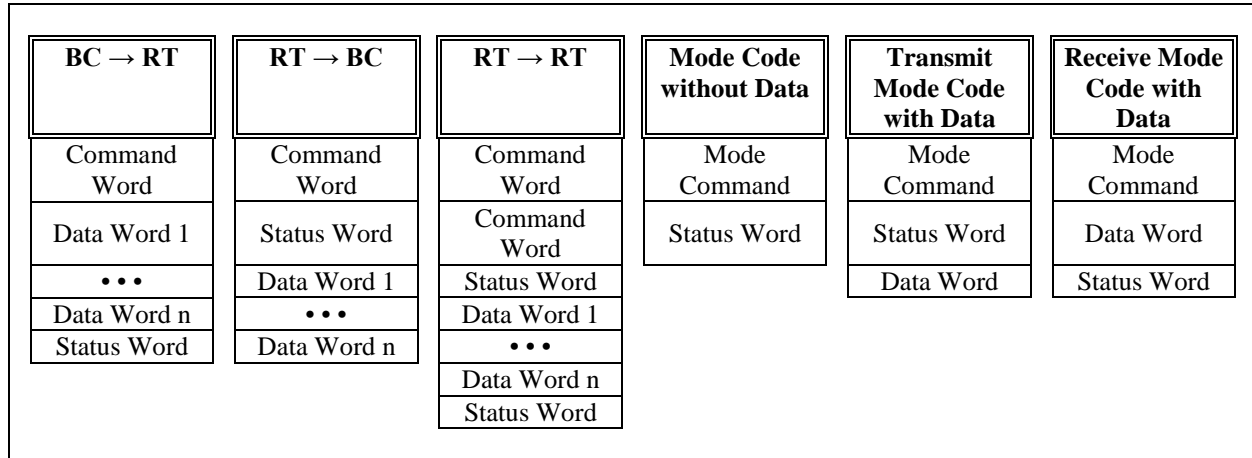 BC → RT
Command
Word
Data Word 1
• • •
Data Word n
Status Word
RT → BC
Command
Word
Status Word
Data Word 1
• • •
Data Word n
RT → RT
Command
Word
Command
Word
Status Word
Data Word 1
• • •
Data Word n
Status Word
Mode Code
without Data
Mode
Command
Status Word
Transmit
Mode Code
with Data
Mode
Command
Status Word
Data Word
Receive Mode
Code with
Data
Mode
Command
Data Word
Status Word